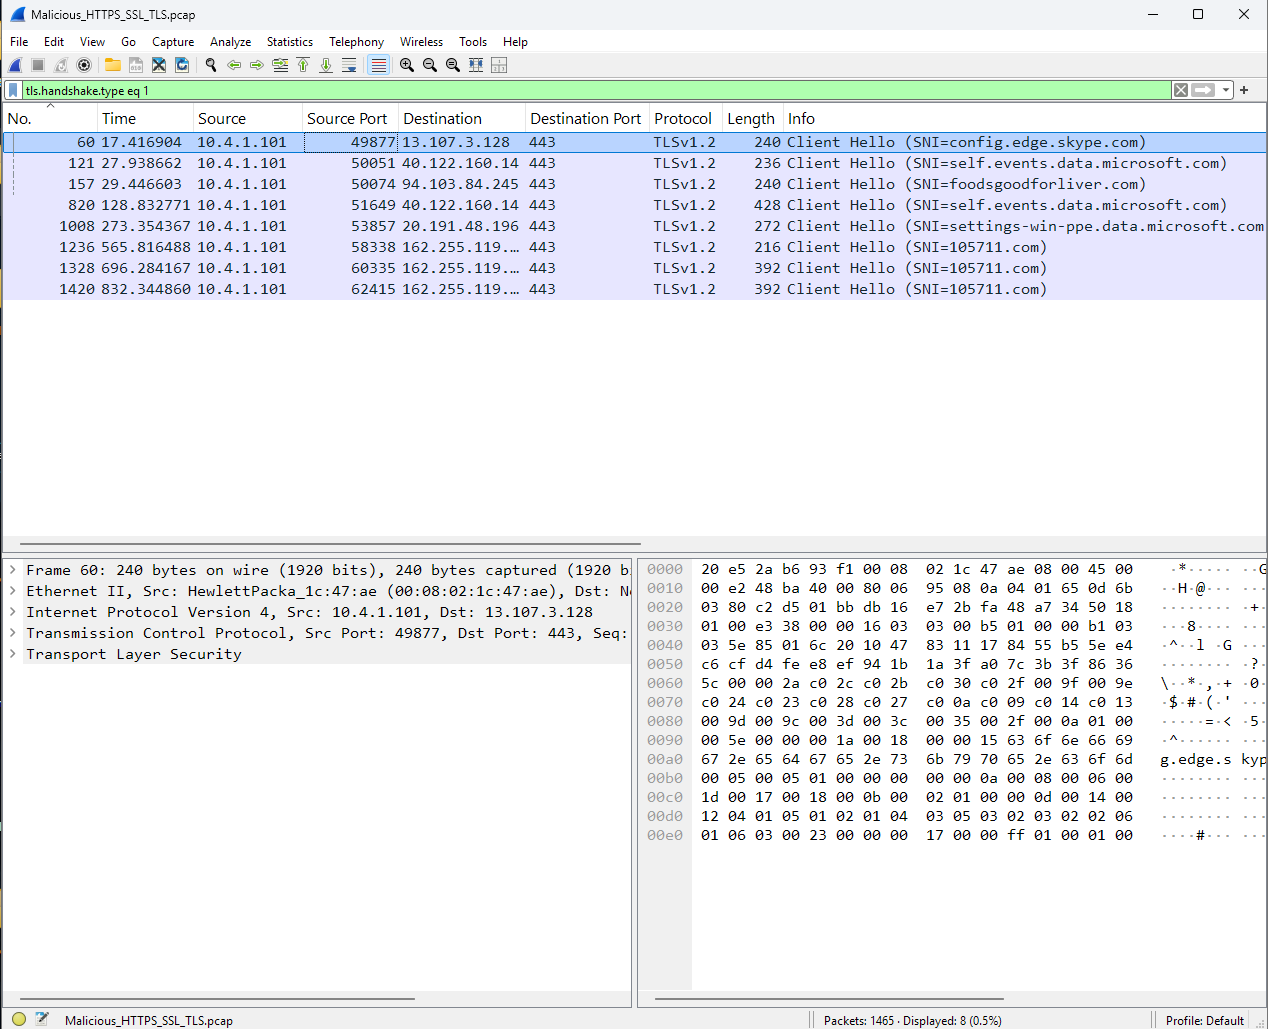 Malicious_HTTPS_SSL_TLS.pcap
File Edit View Go Capture Analyze Statistics Telephony Wireless Tools Help
tls.handshake.type eq 1
No. Time Source Source Port Destination Destination Port Protocol Length Info
60 17.416904 10.4.1.101 49877 13.107.3.128 443 TLSv1.2 240 Client Hello (SNI=config.edge.skype.com)
121 27.938662 10.4.1.101 50051 40.122.160.14 443 TLSv1.2 236 Client Hello (SNI=self.events.data.microsoft.com)
157 29.446603 10.4.1.101 50074 94.103.84.245 443 TLSv1.2 240 Client Hello (SNI=foodsgoodforliver.com)
820 128.832771 10.4.1.101 51649 40.122.160.14 443 TLSv1.2 428 Client Hello (SNI=self.events.data.microsoft.com)
1008 273.354367 10.4.1.101 53857 20.191.48.196 443 TLSv1.2 272 Client Hello (SNI=settings-win-ppe.data.microsoft.com
1236 565.816488 10.4.1.101 58338 162.255.119.… 443 TLSv1.2 216 Client Hello (SNI=105711.com)
1328 696.284167 10.4.1.101 60335 162.255.119.… 443 TLSv1.2 392 Client Hello (SNI=105711.com)
1420 832.344860 10.4.1.101 62415 162.255.119.… 443 TLSv1.2 392 Client Hello (SNI=105711.com)
Frame 60: 240 bytes on wire (1920 bits), 240 bytes captured (1920 b
Ethernet II, Src: HewlettPacka_1c:47:ae (00:08:02:1c:47:ae), Dst: N
Internet Protocol Version 4, Src: 10.4.1.101, Dst: 13.107.3.128
Transmission Control Protocol, Src Port: 49877, Dst Port: 443, Seq:
Transport Layer Security
0000 20 e5 2a b6 93 f1 00 08 02 1c 47 ae 08 00 45 00 ·*····· ··G
0010 00 e2 48 ba 40 00 80 06 95 08 0a 04 01 65 0d 6b ··H·@··· ···
0020 03 80 c2 d5 01 bb db 16 e7 2b fa 48 a7 34 50 18 ········ ·+·
0030 01 00 e3 38 00 00 16 03 03 00 b5 01 00 00 b1 03 ···8···· ···
0040 03 5e 85 01 6c 20 10 47 83 11 17 84 55 b5 5e e4 ·^··l ·G ···
0050 c6 cf d4 fe e8 ef 94 1b 1a 3f a0 7c 3b 3f 86 36 ········ ·?·
0060 5c 00 00 2a c0 2c c0 2b c0 30 c0 2f 00 9f 00 9e \··*·,·+ ·0·
0070 c0 24 c0 23 c0 28 c0 27 c0 0a c0 09 c0 14 c0 13 ·$·#·(·' ···
0080 00 9d 00 9c 00 3d 00 3c 00 35 00 2f 00 0a 01 00 ·····=·< ·5·
0090 00 5e 00 00 00 1a 00 18 00 00 15 63 6f 6e 66 69 ·^······ ···
00a0 67 2e 65 64 67 65 2e 73 6b 79 70 65 2e 63 6f 6d g.edge.s kyp
00b0 00 05 00 05 01 00 00 00 00 00 0a 00 08 00 06 00 ········ ···
00c0 1d 00 17 00 18 00 0b 00 02 01 00 00 0d 00 14 00 ········ ···
00d0 12 04 01 05 01 02 01 04 03 05 03 02 03 02 02 06 ········ ···
00e0 01 06 03 00 23 00 00 00 17 00 00 ff 01 00 01 00 ····#··· ···
Malicious_HTTPS_SSL_TLS.pcap
Packets: 1465 · Displayed: 8 (0.5%)
Profile: Default